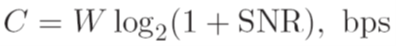 C = W log₂(1 + SNR), bps